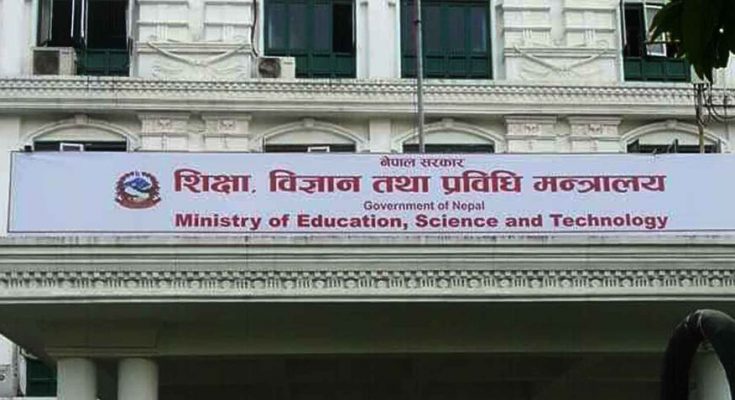 नेपाल सरकार
शिक्षा, विज्ञान तथा प्रविधि मन्त्रालय
Government of Nepal
Ministry of Education, Science and Technology